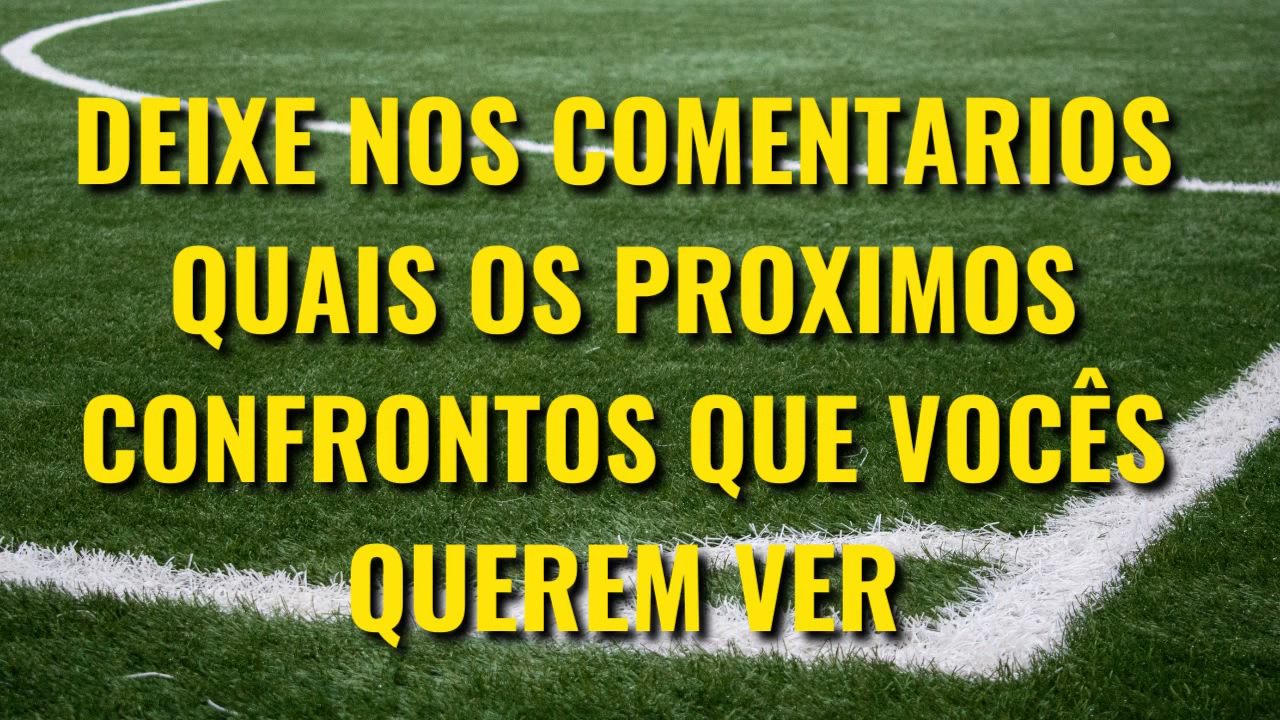 DEIXE NOS COMENTARIOS
QUAIS OS PROXIMOS
CONFRONTOS QUE VOCÊS
QUEREM VER